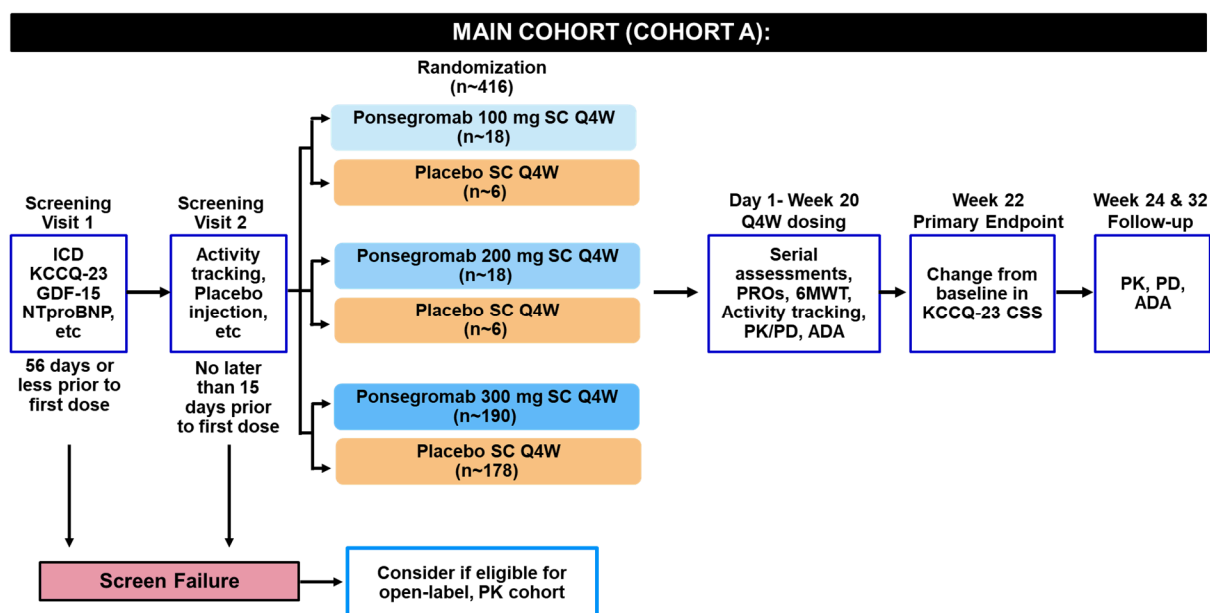 MAIN COHORT (COHORT A):
Randomization
(n~416)
Ponsegromab 100 mg SC Q4W
(n~18)
Placebo SC Q4W
(n~6)
Ponsegromab 200 mg SC Q4W
(n~18)
Placebo SC Q4W
(n~6)
Ponsegromab 300 mg SC Q4W
(n~190)
Placebo SC Q4W
(n~178)
Screening
Visit 1
ICD
KCCQ-23
GDF-15
NTproBNP,
etc
56 days or
less prior to
first dose
Screening
Visit 2
Activity
tracking,
Placebo
injection,
etc
No later
than 15
days prior
to first dose
Day 1- Week 20
Q4W dosing
Serial
assessments,
PROs, 6MWT,
Activity tracking,
PK/PD, ADA
Week 22
Primary Endpoint
Change from
baseline in
KCCQ-23 CSS
Week 24 & 32
Follow-up
PK, PD,
ADA
Screen Failure
Consider if eligible for
open-label, PK cohort